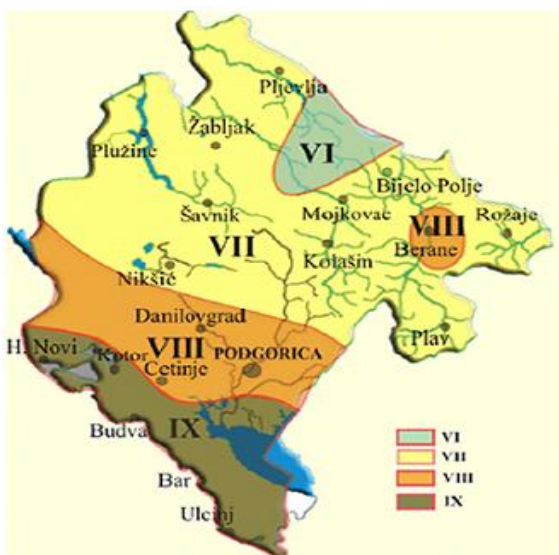 Pljevlja
Žabljak
Plužine
VI
Bijelo Polje
Šavnik
Mojkovac
VIII
Rožaje
VII
Berane
Kolašin
Nikšić
Danilovgrad
Plav
H. Novi
Kotor
VIII
PODGORICA
Cetinje
Budva
IX
VI
VII
Bar
VIII
IX
Ulcinj